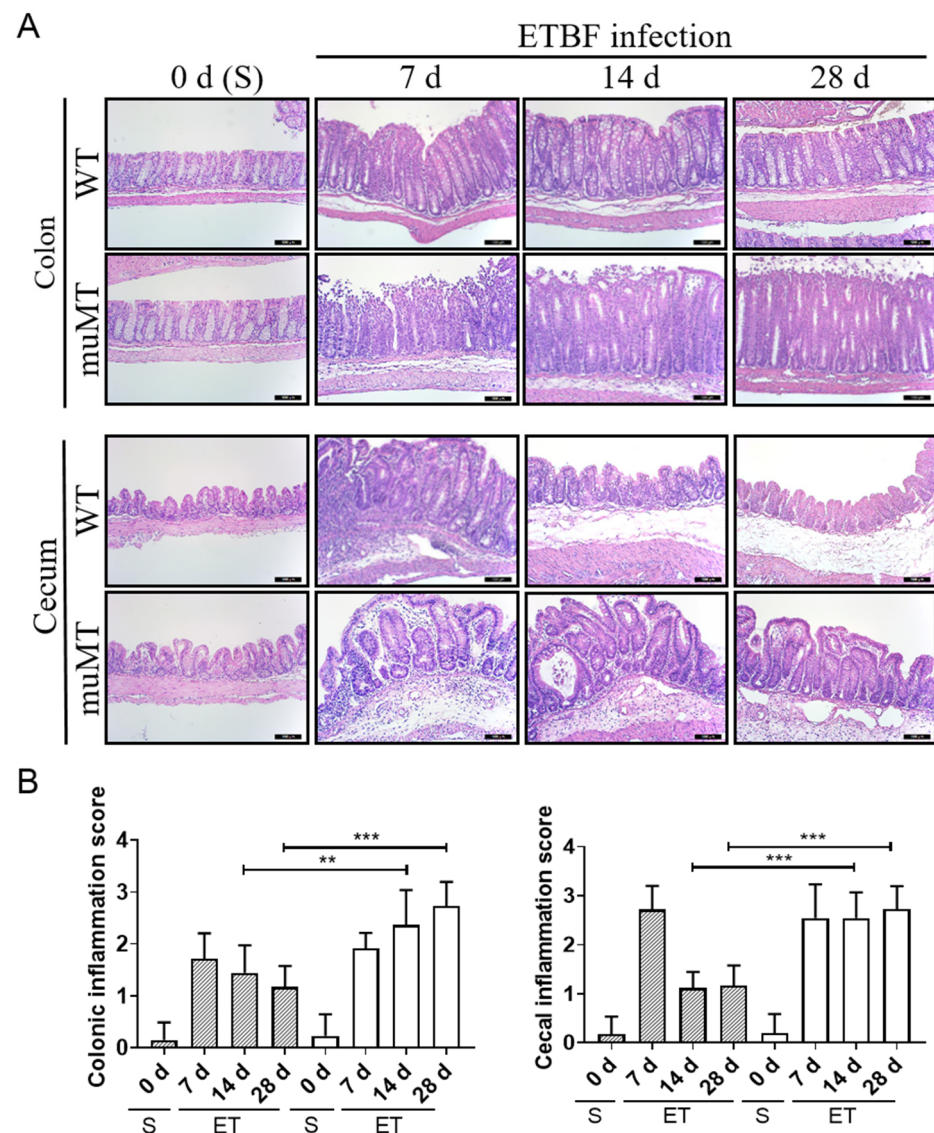 A
ETBF infection
0 d (S) 7 d 14 d 28 d
Colon
WT
muMT
Cecum
WT
muMT
B
Colonic inflammation score
4
3
2
1
0
***
**
0 d 7 d 14 d 28 d 0 d 7 d 14 d 28 d
S ET S ET
Cecal inflammation score
4
3
2
1
0
***
***
0 d 7 d 14 d 28 d 0 d 7 d 14 d 28 d
S ET S ET